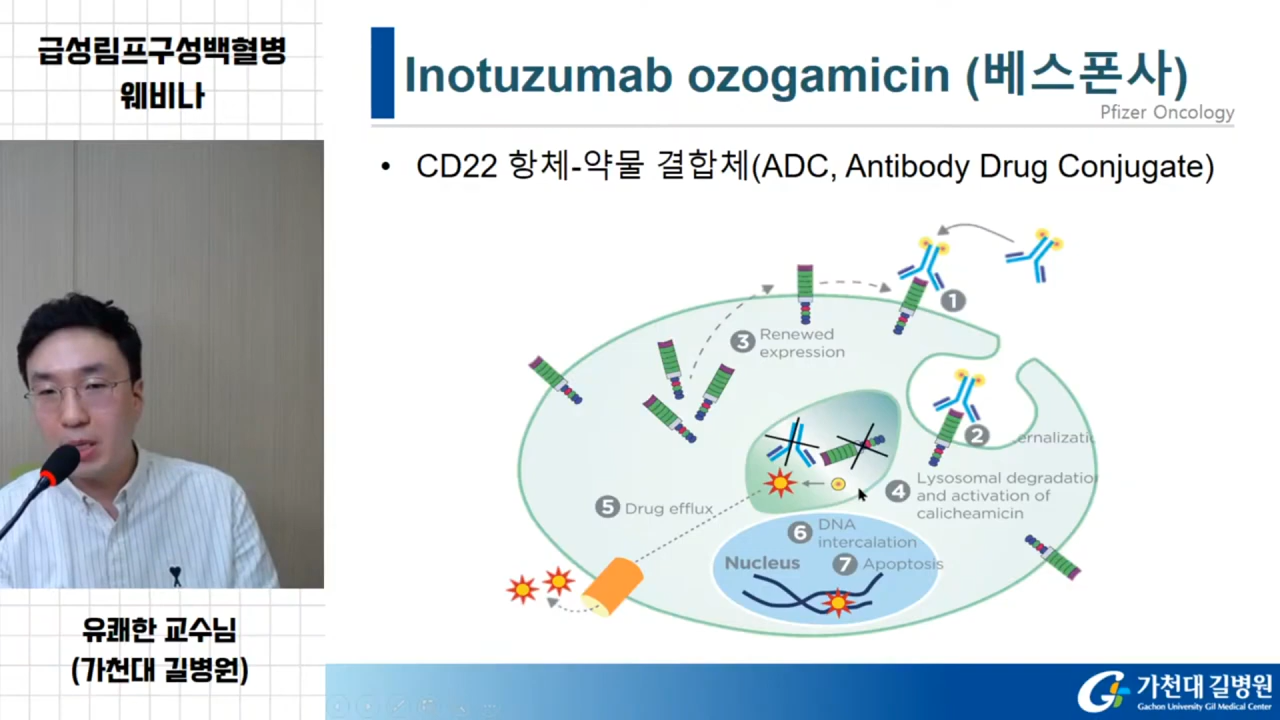 급성림프구성백혈병
웨비나
Inotuzumab ozogamicin (베스폰사)
Pfizer Oncology
• CD22 항체-약물 결합체(ADC, Antibody Drug Conjugate)
1
3 Renewed
expression
2
ernalizatio
4 Lysosomal degradation
and activation of
calicheamicin
5 Drug efflux
6 DNA
intercalation
Nucleus
7 Apoptosis
유쾌한 교수님
(가천대 길병원)
가천대 길병원
Gachon University Gil Medical Center